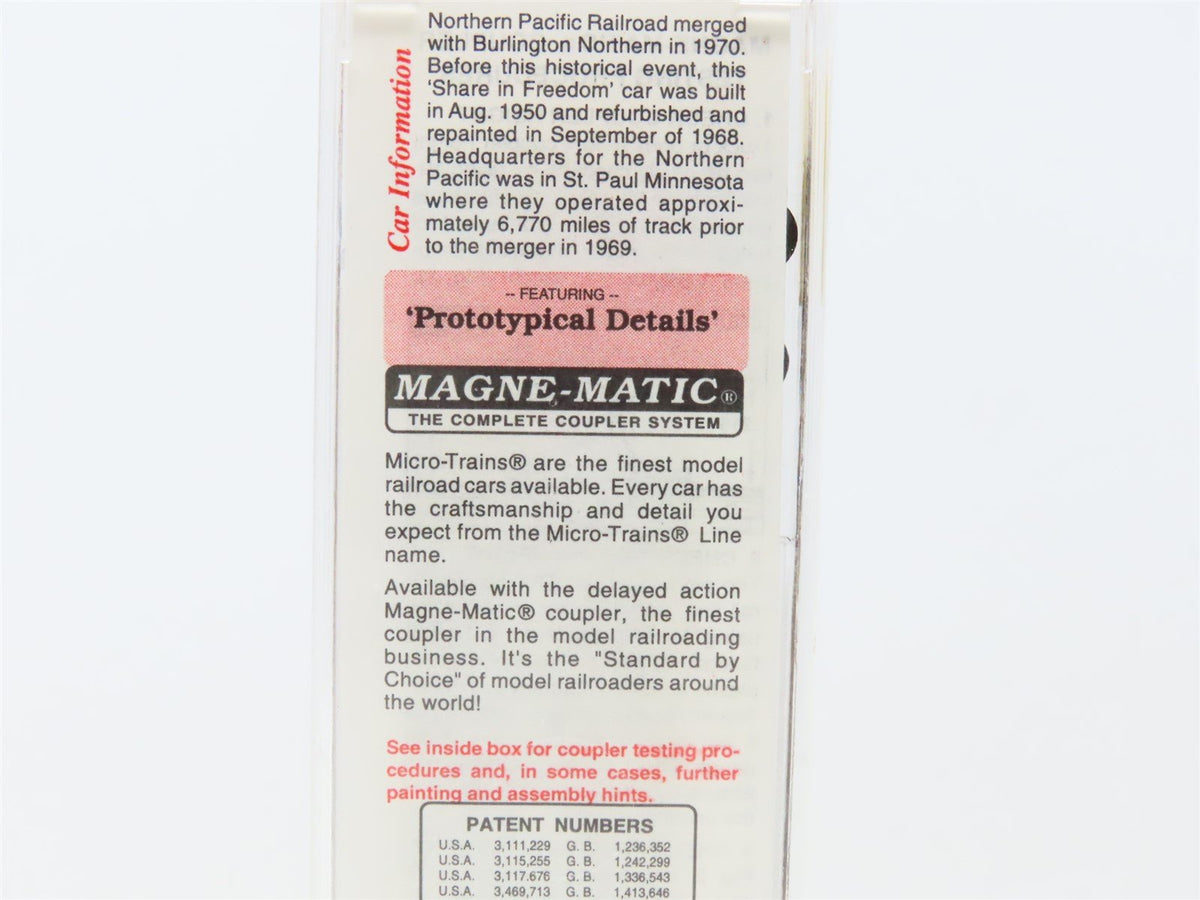 Car Information
Northern Pacific Railroad merged
with Burlington Northern in 1970.
Before this historical event, this
‘Share in Freedom’ car was built
in Aug. 1950 and refurbished and
repainted in September of 1968.
Headquarters for the Northern
Pacific was in St. Paul Minnesota
where they operated approxi-
mately 6,770 miles of track prior
to the merger in 1969.
-- FEATURING --
‘Prototypical Details’
MAGNE-MATIC®
THE COMPLETE COUPLER SYSTEM
Micro-Trains® are the finest model
railroad cars available. Every car has
the craftsmanship and detail you
expect from the Micro-Trains® Line
name.
Available with the delayed action
Magne-Matic® coupler, the finest
coupler in the model railroading
business. It's the "Standard by
Choice" of model railroaders around
the world!
See inside box for coupler testing pro-
cedures and, in some cases, further
painting and assembly hints.
PATENT NUMBERS
U.S.A. 3,111,229 G. B. 1,236,352
U.S.A. 3,115,255 G. B. 1,242,299
U.S.A. 3,117.676 G. B. 1,336,543
U.S.A. 3,469,713 G. B. 1,413,646